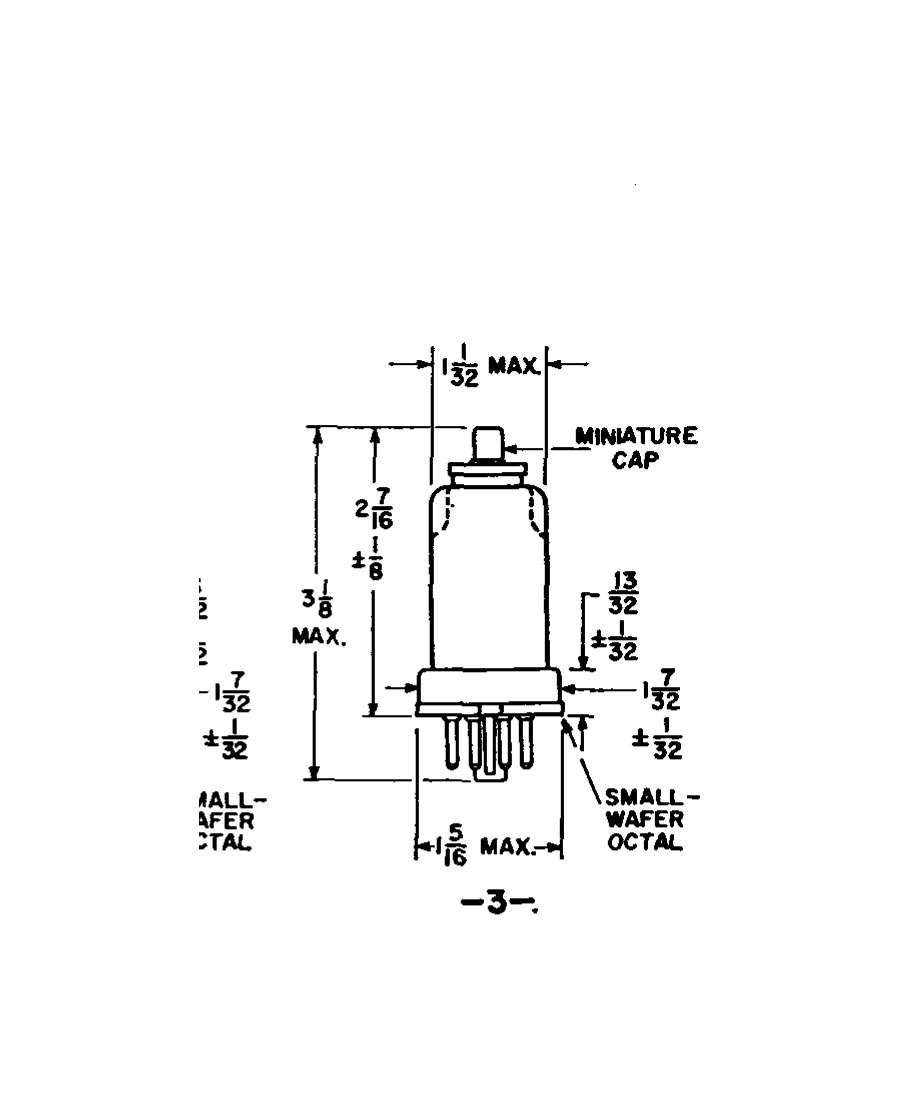 1 1/32 MAX.
MINIATURE
CAP
2 7/16
± 1/8
3 1/8
MAX.
13/32
± 1/32
1 7/32
± 1/32
1 7/32
± 1/32
SMALL-
WAFER
OCTAL
1 5/16 MAX.
-3-.